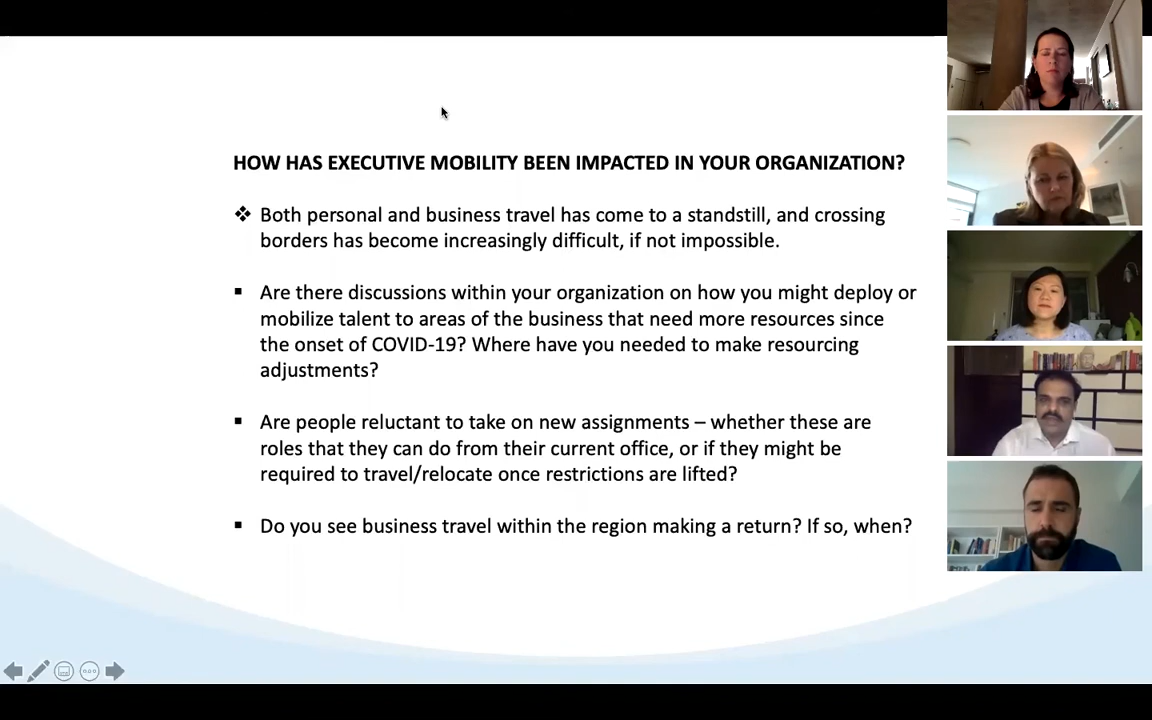 HOW HAS EXECUTIVE MOBILITY BEEN IMPACTED IN YOUR ORGANIZATION?
❖ Both personal and business travel has come to a standstill, and crossing
borders has become increasingly difficult, if not impossible.
▪ Are there discussions within your organization on how you might deploy or
mobilize talent to areas of the business that need more resources since
the onset of COVID-19? Where have you needed to make resourcing
adjustments?
▪ Are people reluctant to take on new assignments – whether these are
roles that they can do from their current office, or if they might be
required to travel/relocate once restrictions are lifted?
▪ Do you see business travel within the region making a return? If so, when?